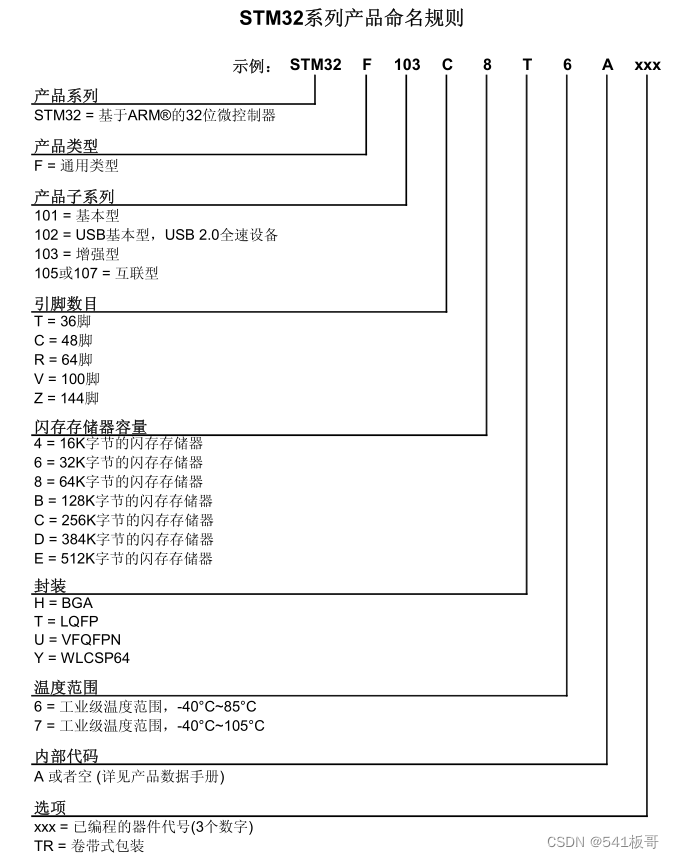 STM32系列产品命名规则
示例： STM32 F 103 C 8 T 6 A xxx
产品系列
STM32 = 基于ARM®的32位微控制器
产品类型
F = 通用类型
产品子系列
101 = 基本型
102 = USB基本型，USB 2.0全速设备
103 = 增强型
105或107 = 互联型
引脚数目
T = 36脚
C = 48脚
R = 64脚
V = 100脚
Z = 144脚
闪存存储器容量
4 = 16K字节的闪存存储器
6 = 32K字节的闪存存储器
8 = 64K字节的闪存存储器
B = 128K字节的闪存存储器
C = 256K字节的闪存存储器
D = 384K字节的闪存存储器
E = 512K字节的闪存存储器
封装
H = BGA
T = LQFP
U = VFQFPN
Y = WLCSP64
温度范围
6 = 工业级温度范围，-40°C~85°C
7 = 工业级温度范围，-40°C~105°C
内部代码
A 或者空 (详见产品数据手册)
选项
xxx = 已编程的器件代号(3个数字)
TR = 卷带式包装
CSDN @541板哥